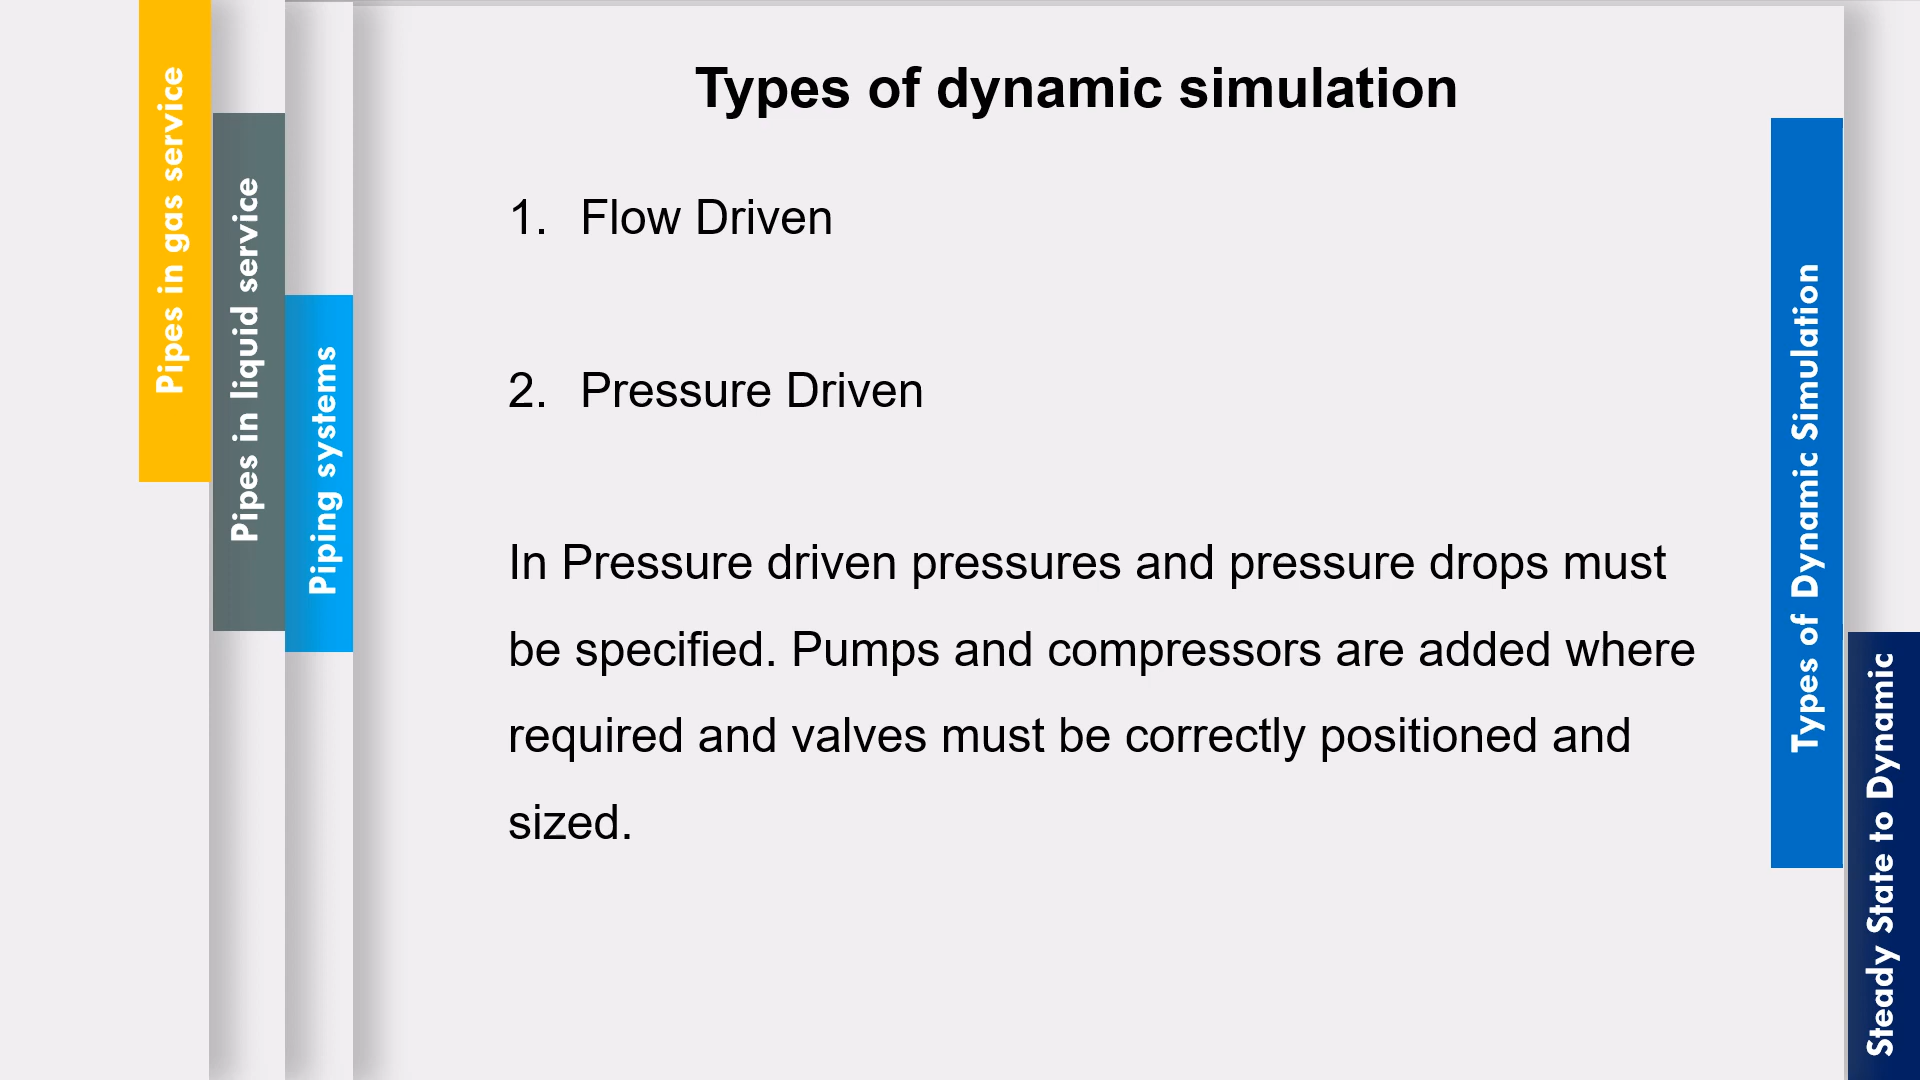 Pipes in gas service
Pipes in liquid service
Piping systems
Types of dynamic simulation
1. Flow Driven
2. Pressure Driven
In Pressure driven pressures and pressure drops must
be specified. Pumps and compressors are added where
required and valves must be correctly positioned and
sized.
Types of Dynamic Simulation
Steady State to Dynamic